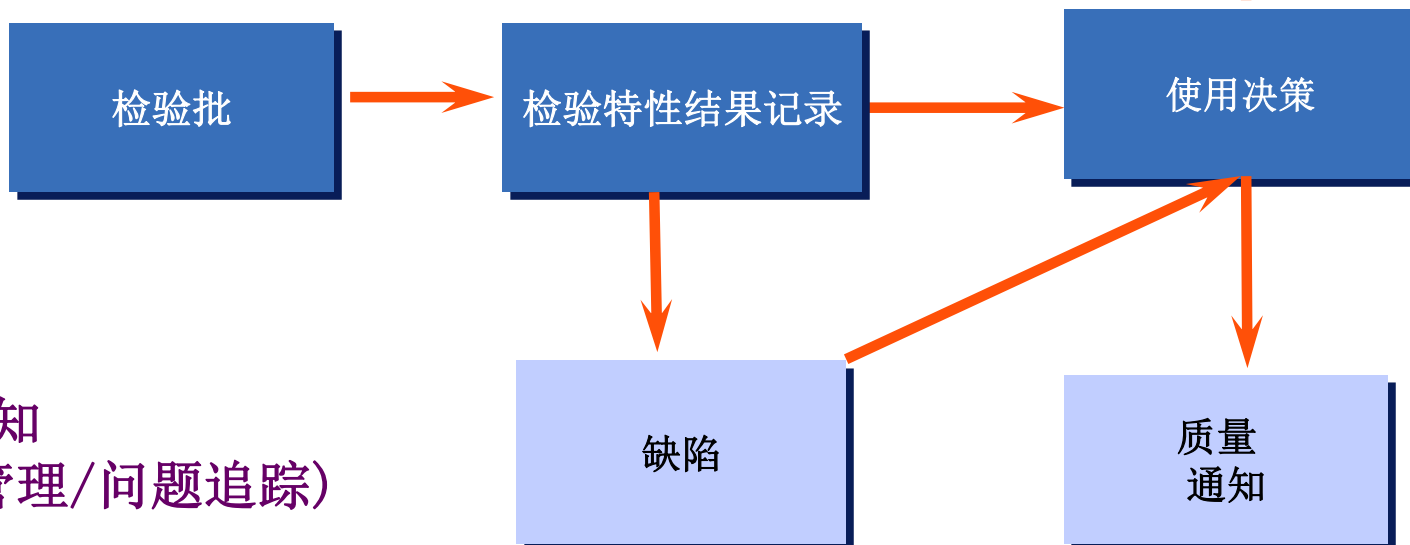 检验批
检验特性结果记录
使用决策
缺陷
质量
通知
知
管理/问题追踪)